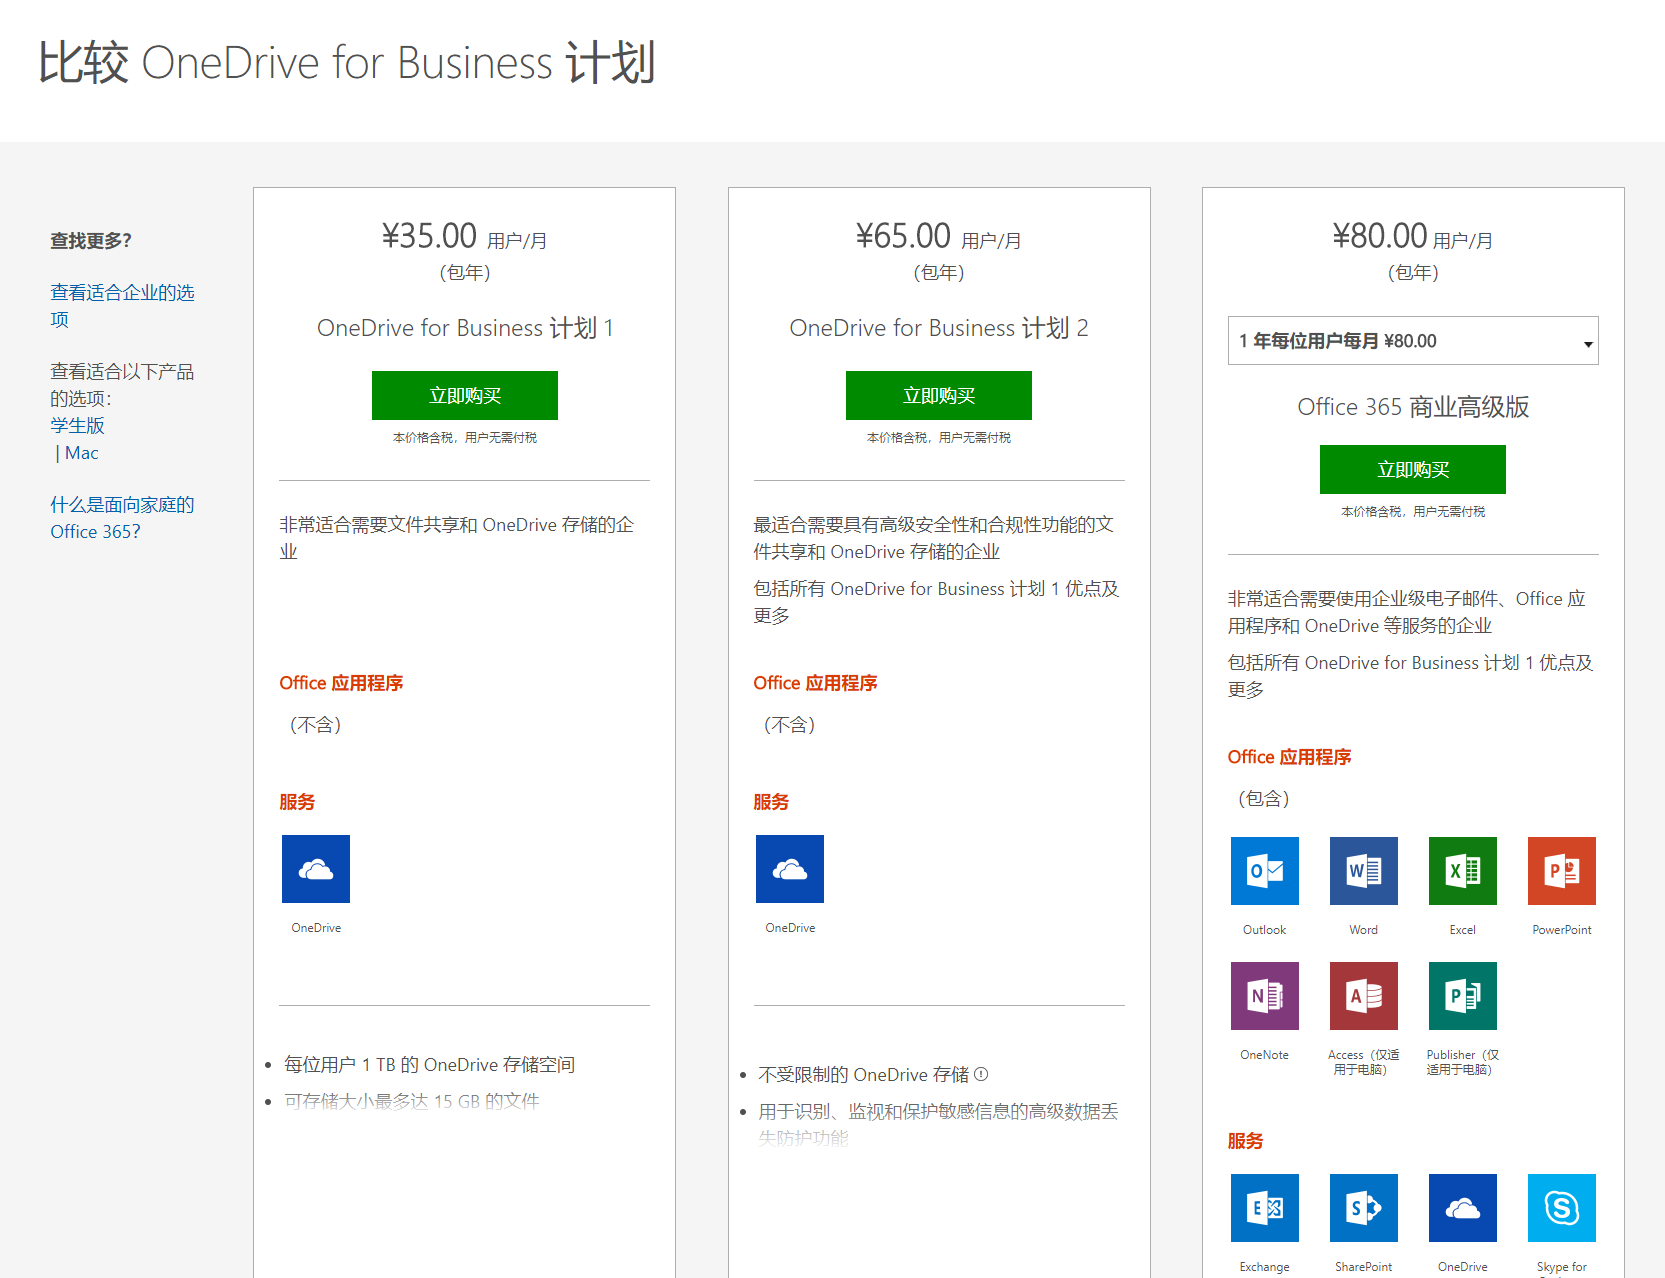 比较 OneDrive for Business 计划
查找更多?
查看适合企业的选
项
查看适合以下产品
的选项:
学生版
| Mac
什么是面向家庭的
Office 365?
¥35.00 用户/月
(包年)
OneDrive for Business 计划 1
立即购买
本价格含税，用户无需付税
非常适合需要文件共享和 OneDrive 存储的企
业
Office 应用程序
（不含）
服务
OneDrive
每位用户 1 TB 的 OneDrive 存储空间
可存储大小最多达 15 GB 的文件
¥65.00 用户/月
(包年)
OneDrive for Business 计划 2
立即购买
本价格含税，用户无需付税
最适合需要具有高级安全性和合规性功能的文
件共享和 OneDrive 存储的企业
包括所有 OneDrive for Business 计划 1 优点及
更多
Office 应用程序
（不含）
服务
OneDrive
不受限制的 OneDrive 存储
用于识别、监视和保护敏感信息的高级数据丢
失防护功能
¥80.00 用户/月
(包年)
1 年每位用户每月 ¥80.00
Office 365 商业高级版
立即购买
本价格含税，用户无需付税
非常适合需要使用企业级电子邮件、Office 应
用程序和 OneDrive 等服务的企业
包括所有 OneDrive for Business 计划 1 优点及
更多
Office 应用程序
（包含）
Outlook Word Excel PowerPoint
OneNote Access（仅适 Publisher（仅
用于电脑） 适用于电脑）
服务
Exchange SharePoint OneDrive Skype for